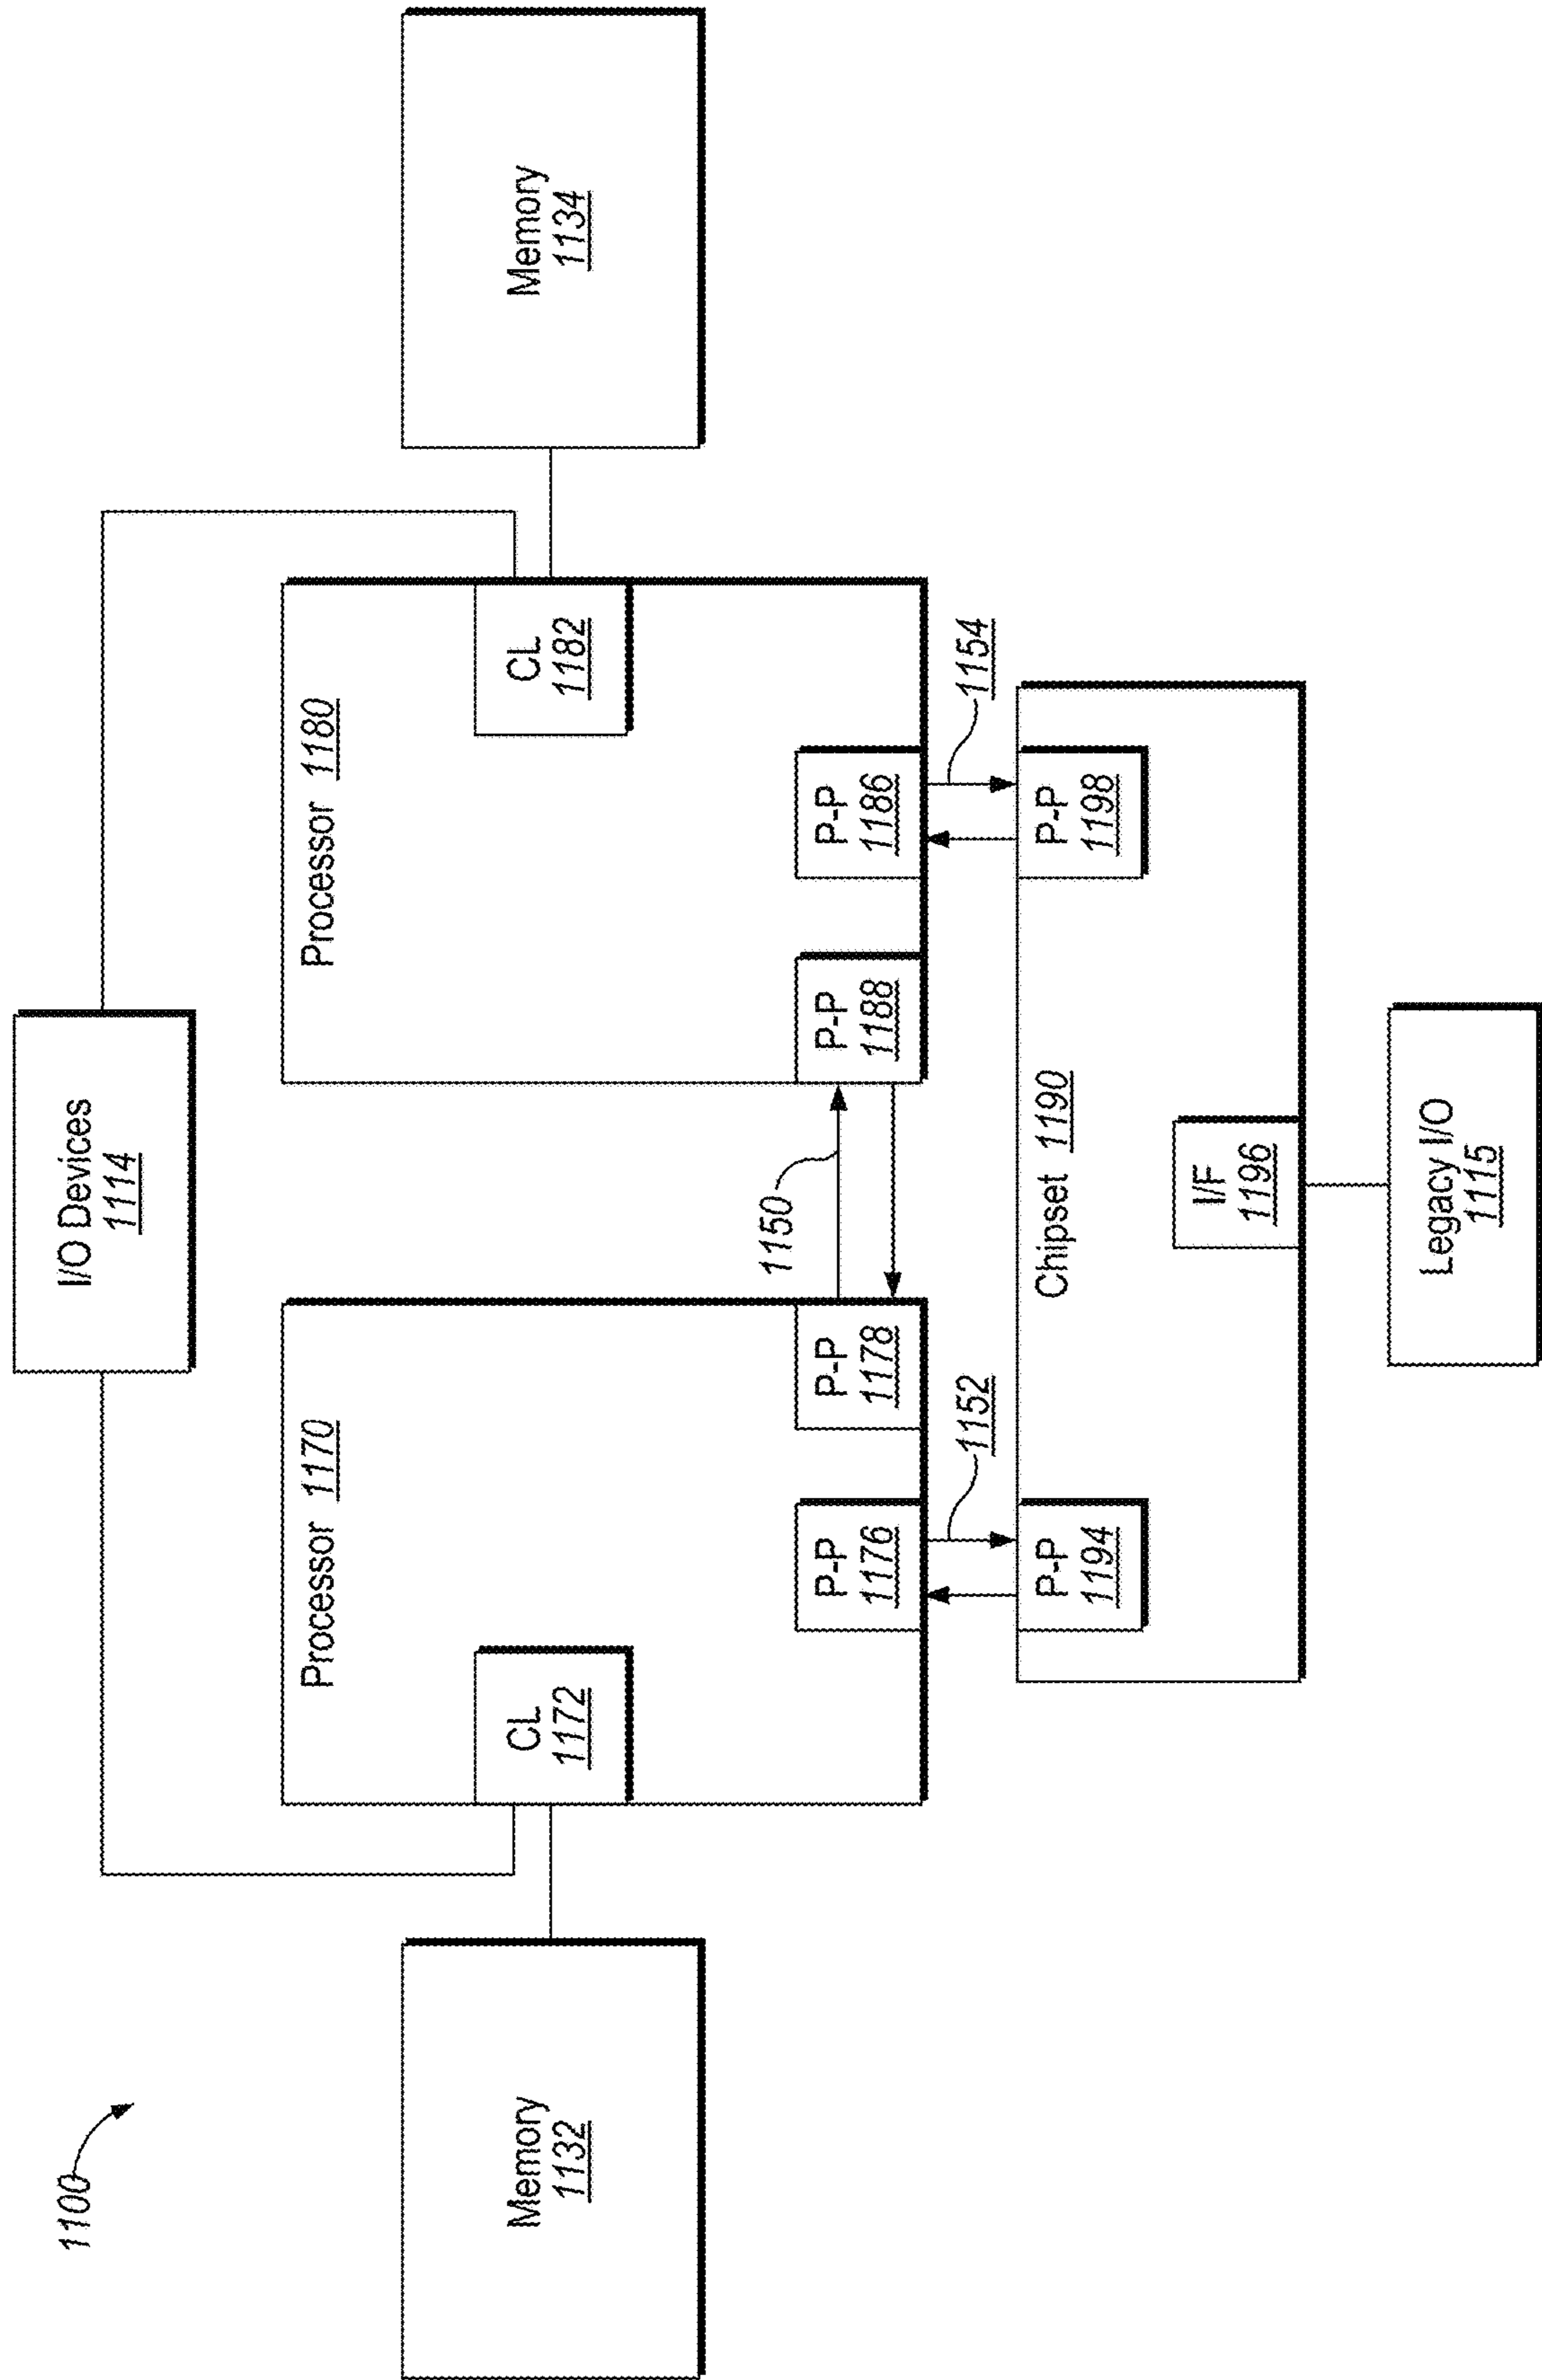 1100
I/O Devices
1114
Memory
1132
Processor 1170
CL
1172
P-P
1176
P-P
1178
1150
Processor 1180
CL
1182
P-P
1188
P-P
1186
Memory
1134
1152
1154
P-P
1194
Chipset 1190
P-P
1198
I/F
1196
Legacy I/O
1115